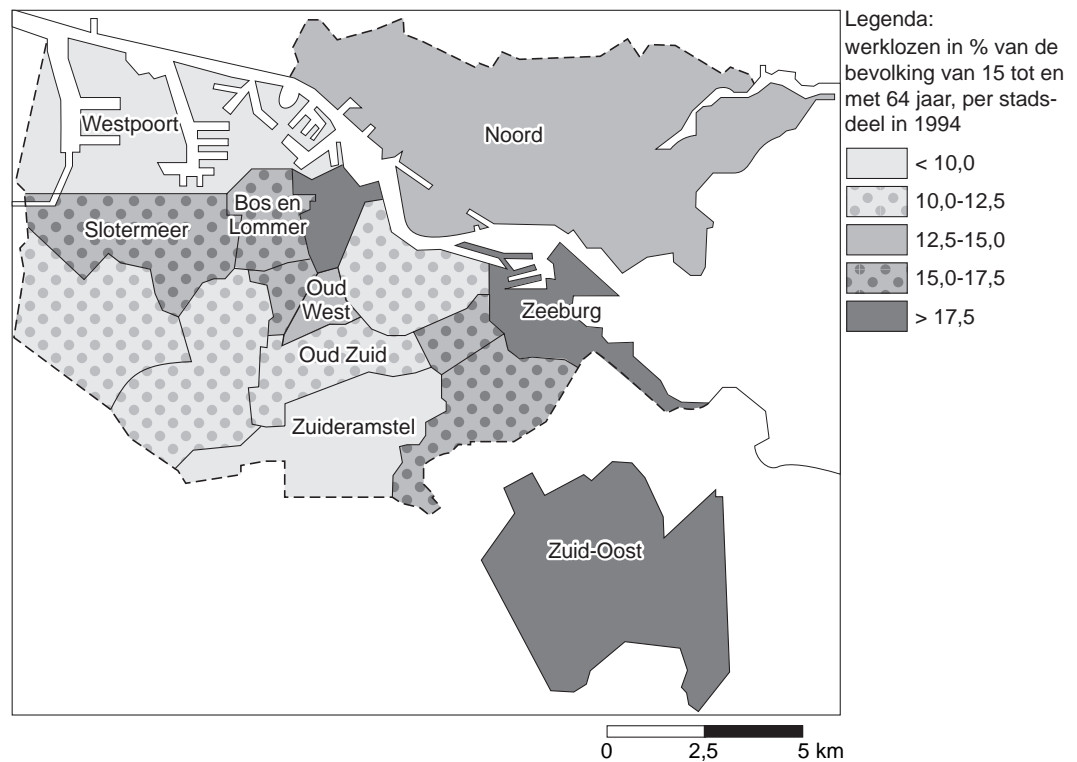 Legenda:
werklozen in % van de
bevolking van 15 tot en
met 64 jaar, per stads-
deel in 1994
< 10,0
10,0-12,5
12,5-15,0
15,0-17,5
> 17,5
Westpoort
Noord
Slotermeer
Bos en
Lommer
Oud
West
Zeeburg
Oud Zuid
Zuideramstel
Zuid-Oost
0 2,5 5 km